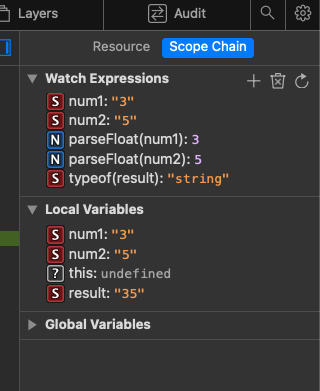 Layers Audit
Resource Scope Chain
Watch Expressions
S num1: "3"
S num2: "5"
N parseFloat(num1): 3
N parseFloat(num2): 5
S typeof(result): "string"
Local Variables
S num1: "3"
S num2: "5"
? this: undefined
S result: "35"
Global Variables